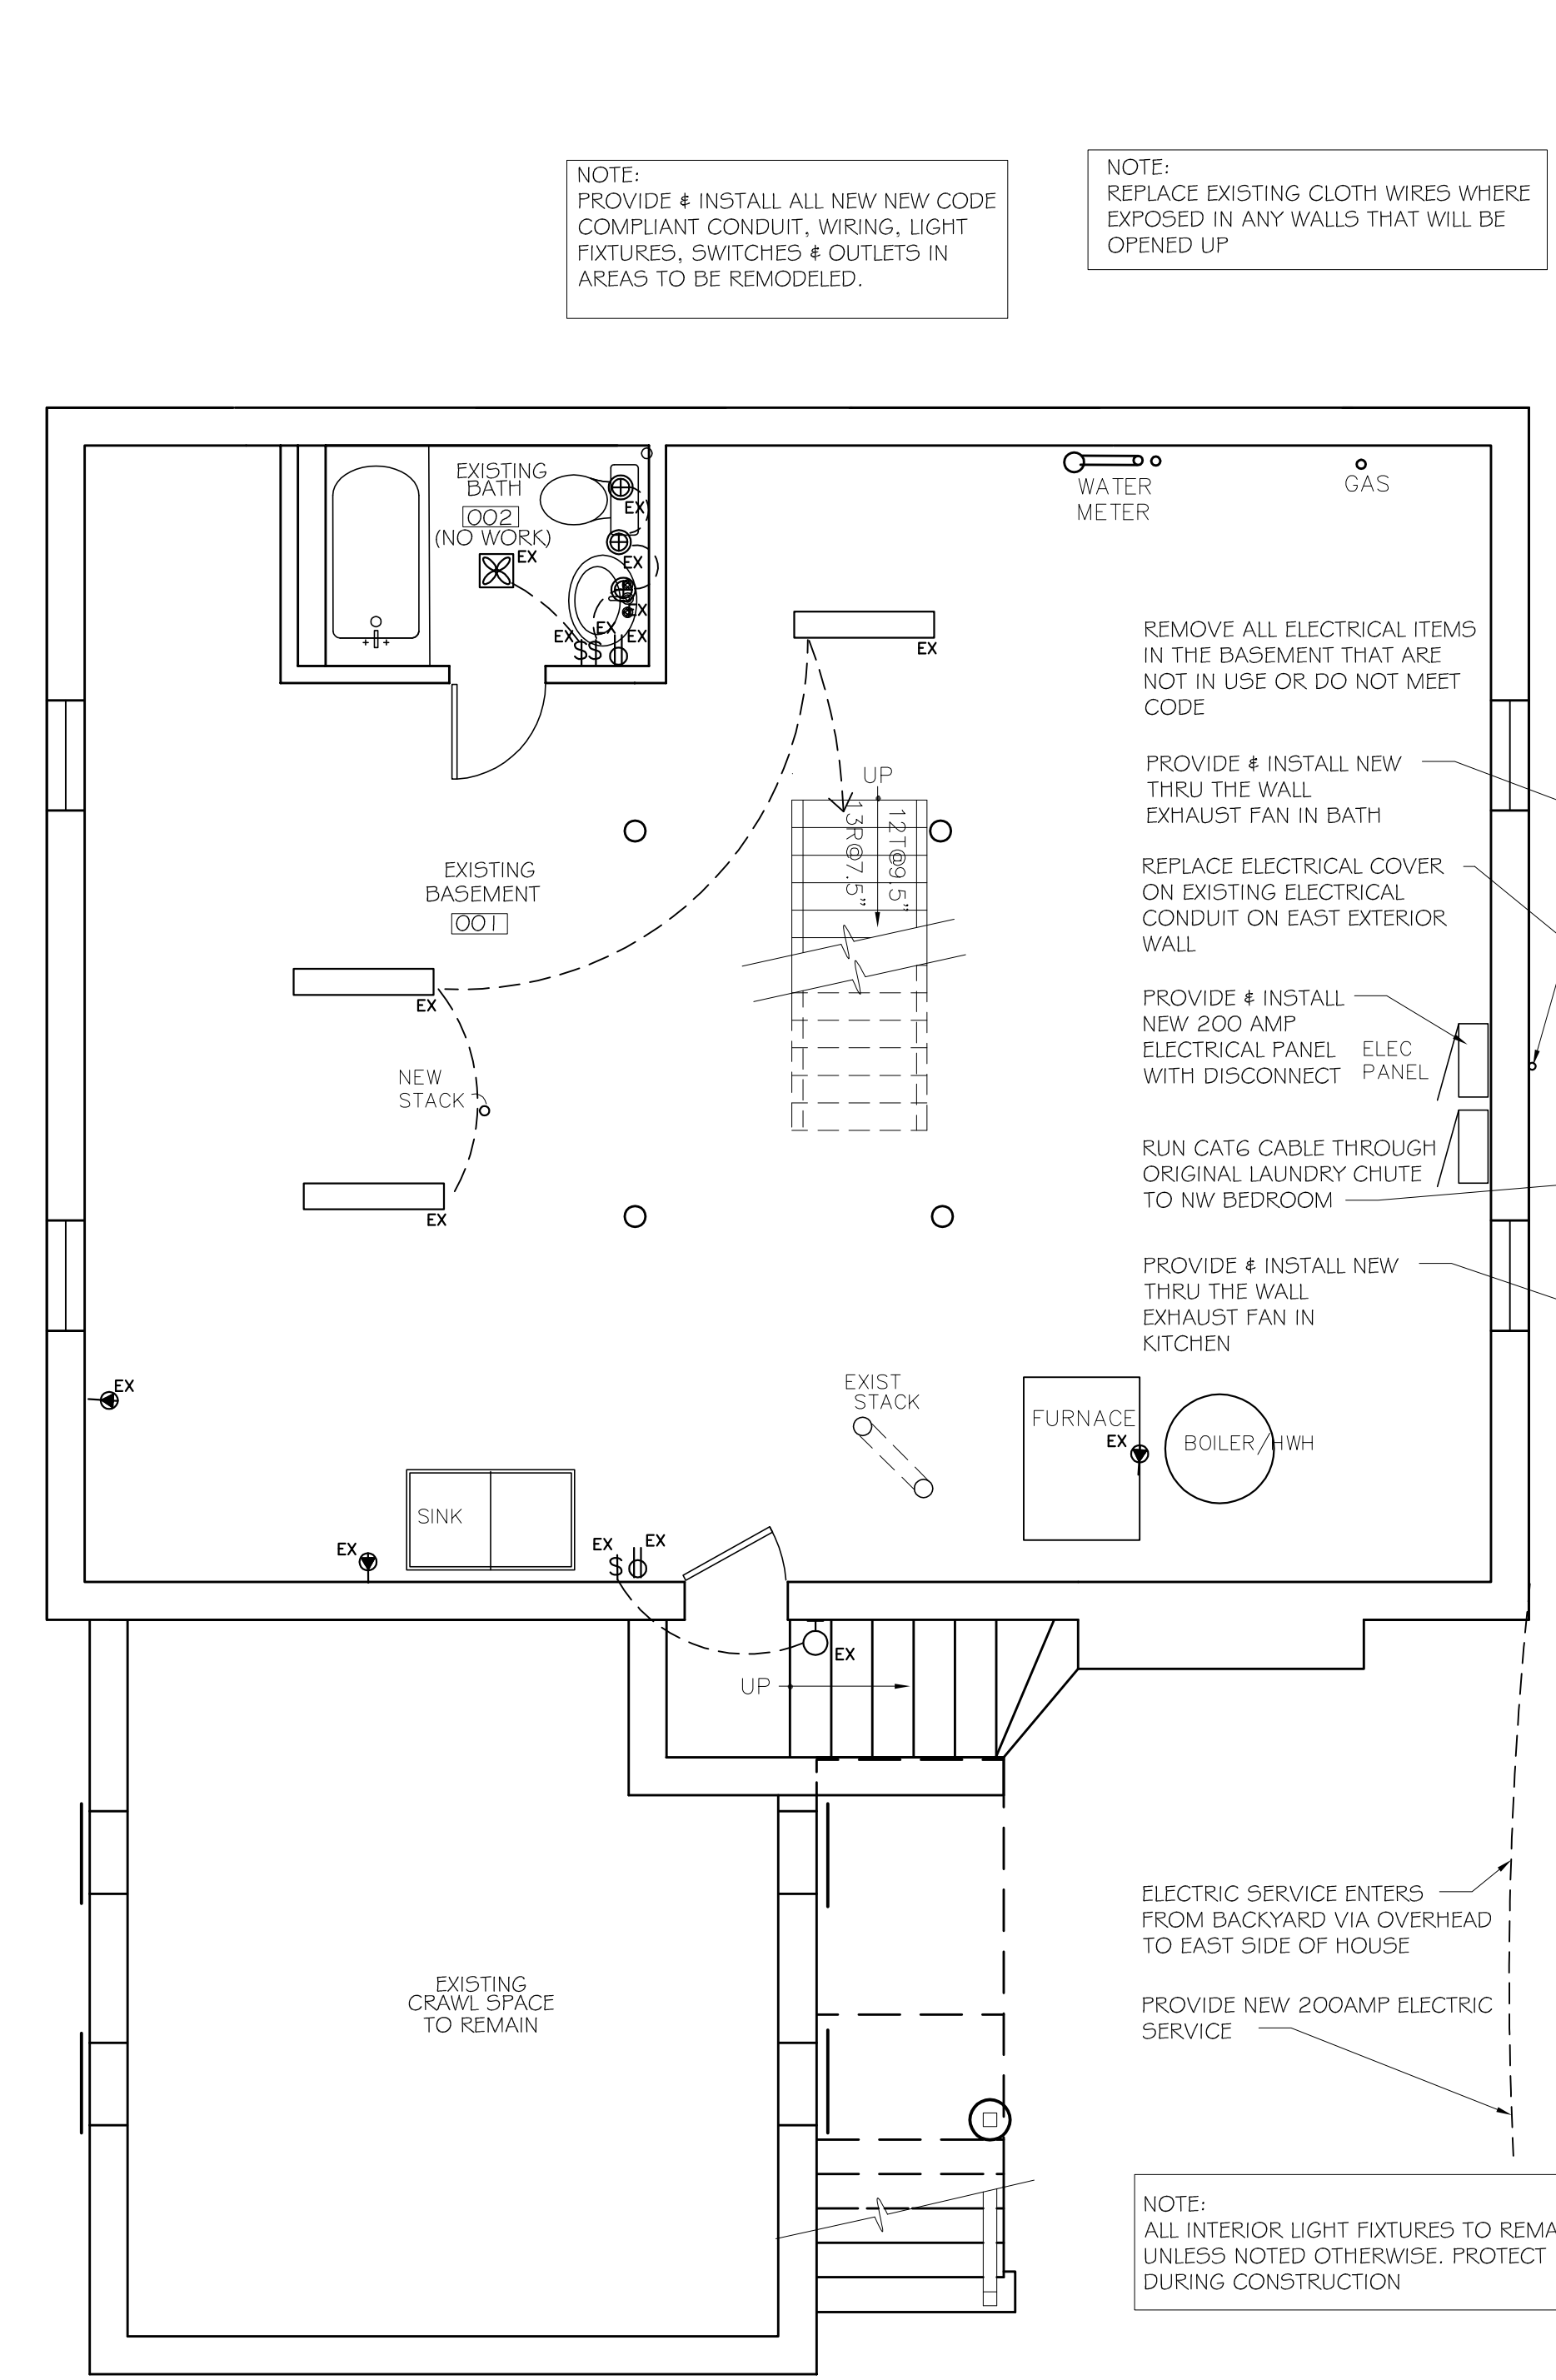 NOTE:
PROVIDE & INSTALL ALL NEW NEW CODE
COMPLIANT CONDUIT, WIRING, LIGHT
FIXTURES, SWITCHES & OUTLETS IN
AREAS TO BE REMODELED.
NOTE:
REPLACE EXISTING CLOTH WIRES WHERE
EXPOSED IN ANY WALLS THAT WILL BE
OPENED UP
EXISTING
BATH
002
(NO WORK)
EX
EX
EX
EX
EX
EX
EX
$$
WATER
METER
GAS
EX
REMOVE ALL ELECTRICAL ITEMS
IN THE BASEMENT THAT ARE
NOT IN USE OR DO NOT MEET
CODE
PROVIDE & INSTALL NEW
THRU THE WALL
EXHAUST FAN IN BATH
UP
13R@7.5"
12T@9.5"
EXISTING
BASEMENT
001
REPLACE ELECTRICAL COVER
ON EXISTING ELECTRICAL
CONDUIT ON EAST EXTERIOR
WALL
EX
PROVIDE & INSTALL
NEW 200 AMP
ELECTRICAL PANEL
WITH DISCONNECT
ELEC
PANEL
NEW
STACK
RUN CAT6 CABLE THROUGH
ORIGINAL LAUNDRY CHUTE
TO NW BEDROOM
EX
PROVIDE & INSTALL NEW
THRU THE WALL
EXHAUST FAN IN
KITCHEN
EX
EXIST
STACK
FURNACE
EX
BOILER/HWH
SINK
EX
EX
$
EX
EX
UP
ELECTRIC SERVICE ENTERS
FROM BACKYARD VIA OVERHEAD
TO EAST SIDE OF HOUSE
EXISTING
CRAWL SPACE
TO REMAIN
PROVIDE NEW 200AMP ELECTRIC
SERVICE
NOTE:
ALL INTERIOR LIGHT FIXTURES TO REMA
UNLESS NOTED OTHERWISE. PROTECT
DURING CONSTRUCTION